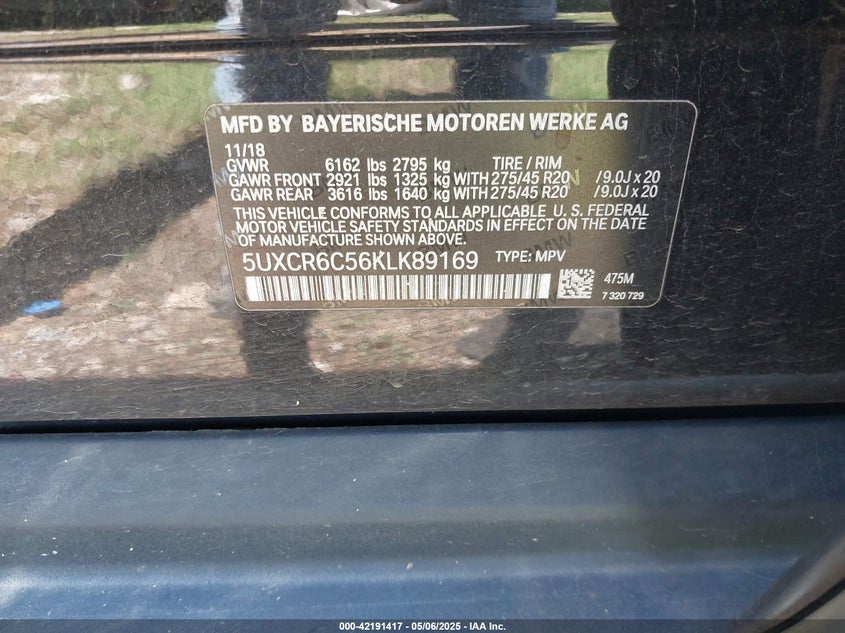 MFD BY BAYERISCHE MOTOREN WERKE AG
11/18
GVWR 6162 lbs 2795 kg TIRE / RIM
GAWR FRONT 2921 lbs 1325 kg WITH 275/45 R20 /9.0J x 20
GAWR REAR 3616 lbs 1640 kg WITH 275/45 R20 /9.0J x 20
THIS VEHICLE CONFORMS TO ALL APPLICABLE U. S. FEDERAL
MOTOR VEHICLE SAFETY STANDARDS IN EFFECT ON THE DATE
OF MANUFACTURE SHOWN ABOVE.
5UXCR6C56KLK89169 TYPE: MPV
475M
7 320 729
000-42191417 - 05/06/2025 - IAA Inc.